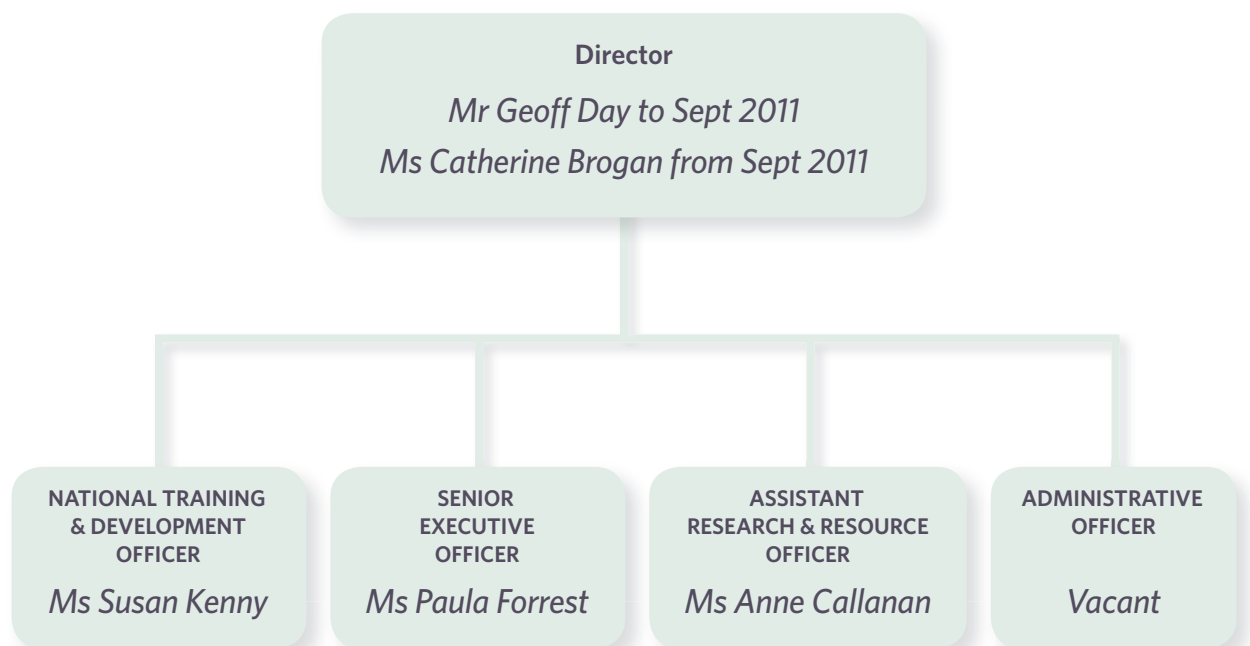 Director
Mr Geoff Day to Sept 2011
Ms Catherine Brogan from Sept 2011
NATIONAL TRAINING
& DEVELOPMENT
OFFICER
Ms Susan Kenny
SENIOR
EXECUTIVE
OFFICER
Ms Paula Forrest
ASSISTANT
RESEARCH & RESOURCE
OFFICER
Ms Anne Callanan
ADMINISTRATIVE
OFFICER
Vacant